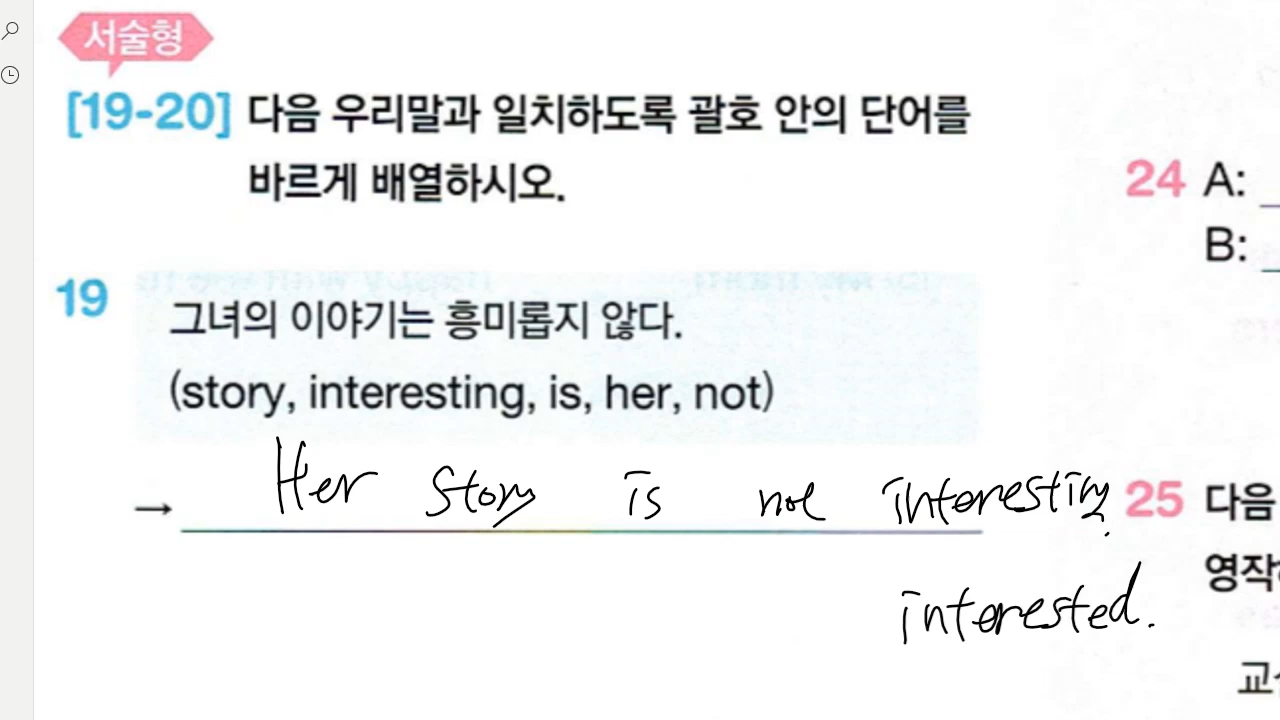 서술형
[19-20] 다음 우리말과 일치하도록 괄호 안의 단어를
바르게 배열하시오.
19 그녀의 이야기는 흥미롭지 않다.
(story, interesting, is, her, not)
→ Her story is not interesting.
interested.
24 A:
B:
25 다음
영작